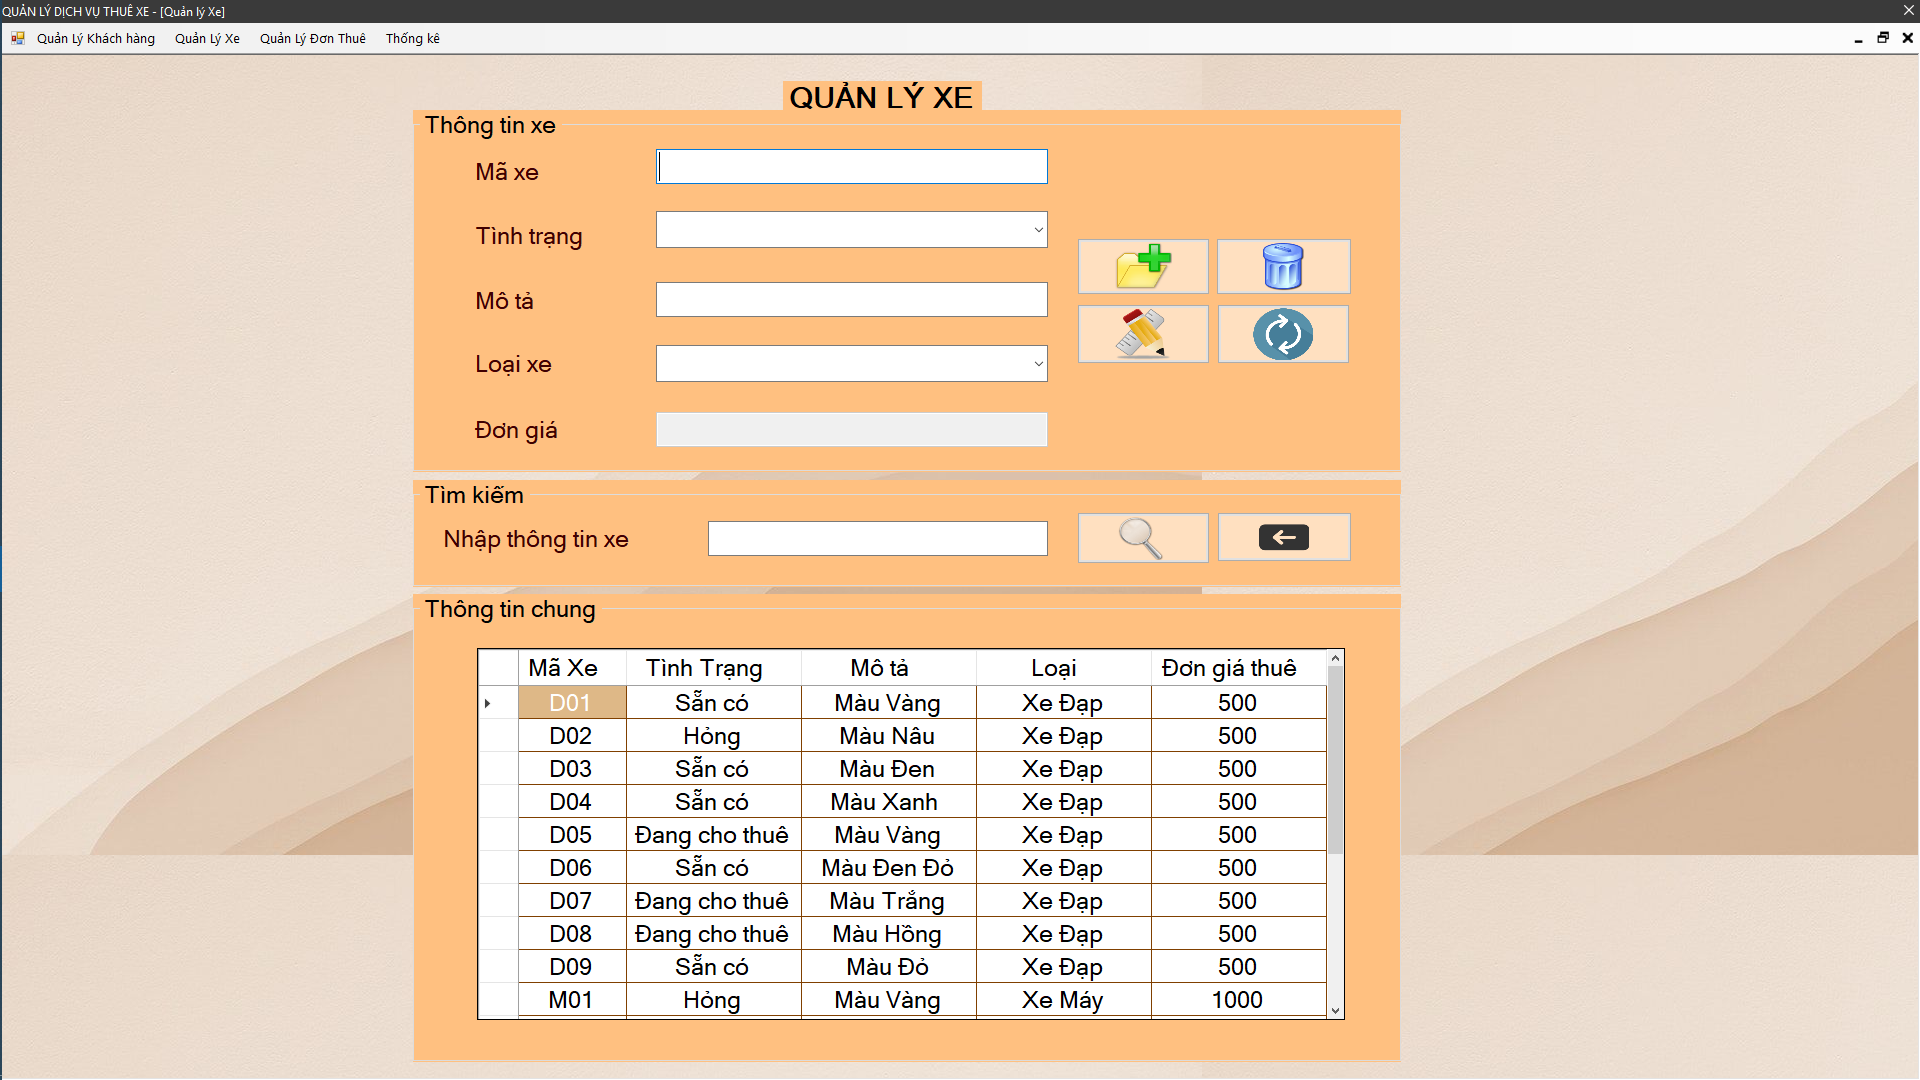 QUẢN LÝ DỊCH VỤ THUÊ XE - [Quản lý Xe]
Quản Lý Khách hàng Quản Lý Xe Quản Lý Đơn Thuê Thống kê
QUẢN LÝ XE
Thông tin xe
Mã xe
Tình trạng
Mô tả
Loại xe
Đơn giá
Tìm kiếm
Nhập thông tin xe
Thông tin chung
Mã Xe Tình Trạng Mô tả Loại Đơn giá thuê
D01 Sẵn có Màu Vàng Xe Đạp 500
D02 Hỏng Màu Nâu Xe Đạp 500
D03 Sẵn có Màu Đen Xe Đạp 500
D04 Sẵn có Màu Xanh Xe Đạp 500
D05 Đang cho thuê Màu Vàng Xe Đạp 500
D06 Sẵn có Màu Đen Đỏ Xe Đạp 500
D07 Đang cho thuê Màu Trắng Xe Đạp 500
D08 Đang cho thuê Màu Hồng Xe Đạp 500
D09 Sẵn có Màu Đỏ Xe Đạp 500
M01 Hỏng Màu Vàng Xe Máy 1000